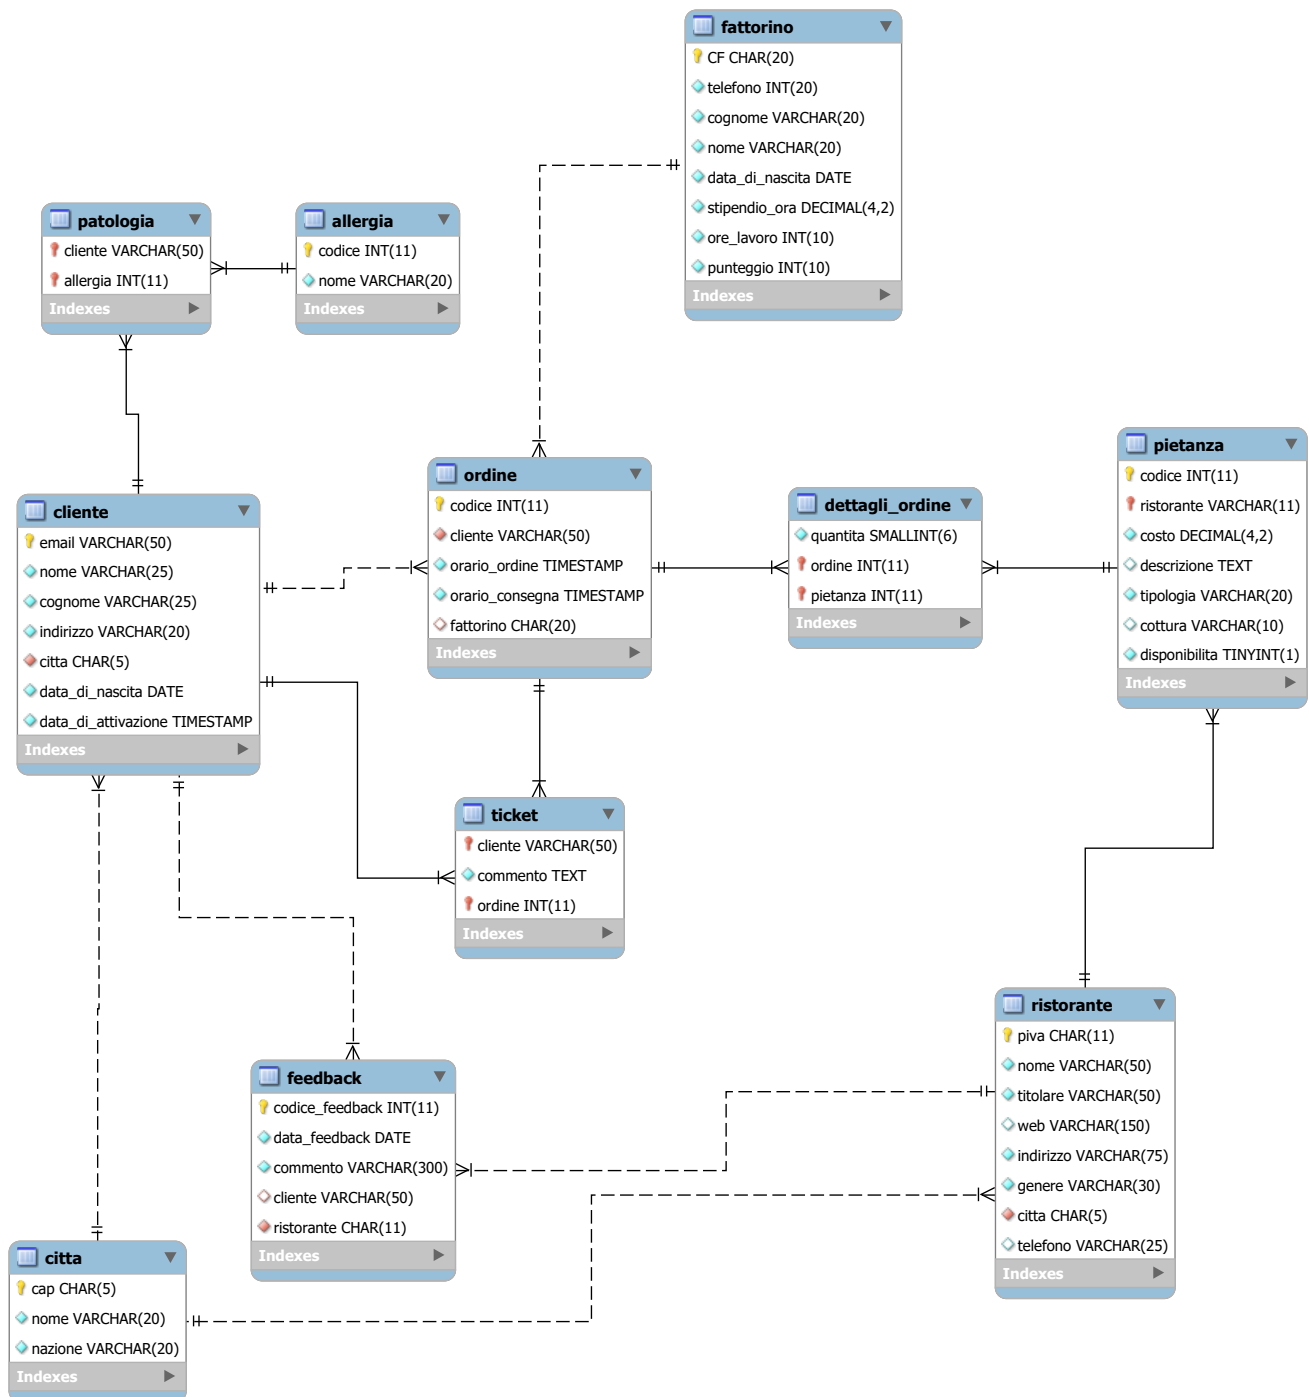 fattorino
CF CHAR(20)
telefono INT(20)
cognome VARCHAR(20)
nome VARCHAR(20)
data_di_nascita DATE
stipendio_ora DECIMAL(4,2)
ore_lavoro INT(10)
punteggio INT(10)
Indexes
patologia
cliente VARCHAR(50)
allergia INT(11)
Indexes
allergia
codice INT(11)
nome VARCHAR(20)
Indexes
cliente
email VARCHAR(50)
nome VARCHAR(25)
cognome VARCHAR(25)
indirizzo VARCHAR(20)
citta CHAR(5)
data_di_nascita DATE
data_di_attivazione TIMESTAMP
Indexes
ordine
codice INT(11)
cliente VARCHAR(50)
orario_ordine TIMESTAMP
orario_consegna TIMESTAMP
fattorino CHAR(20)
Indexes
dettagli_ordine
quantita SMALLINT(6)
ordine INT(11)
pietanza INT(11)
Indexes
pietanza
codice INT(11)
ristorante VARCHAR(11)
costo DECIMAL(4,2)
descrizione TEXT
tipologia VARCHAR(20)
cottura VARCHAR(10)
disponibilita TINYINT(1)
Indexes
ticket
cliente VARCHAR(50)
commento TEXT
ordine INT(11)
Indexes
feedback
codice_feedback INT(11)
data_feedback DATE
commento VARCHAR(300)
cliente VARCHAR(50)
ristorante CHAR(11)
Indexes
ristorante
piva CHAR(11)
nome VARCHAR(50)
titolare VARCHAR(50)
web VARCHAR(150)
indirizzo VARCHAR(75)
genere VARCHAR(30)
citta CHAR(5)
telefono VARCHAR(25)
Indexes
citta
cap CHAR(5)
nome VARCHAR(20)
nazione VARCHAR(20)
Indexes